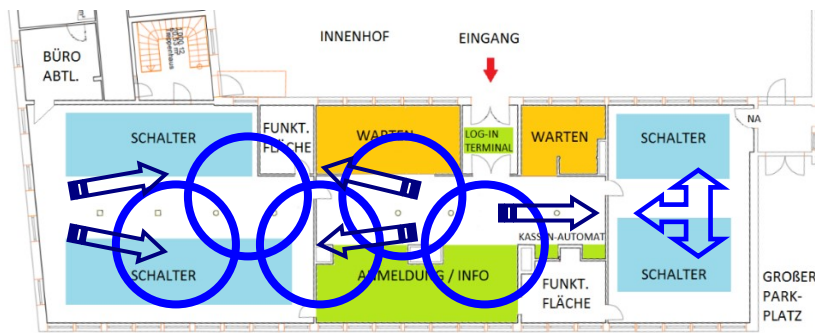 INNENHOF
EINGANG
BÜRO
ABTL.
SCHALTER
FUNKT.
FLÄCHE
WARTEN
LOG-IN
TERMINAL
WARTEN
SCHALTER
NA
KASSEN-AUTOMAT
SCHALTER
ANMELDUNG / INFO
FUNKT.
FLÄCHE
SCHALTER
GROßER
PARK-
PLATZ